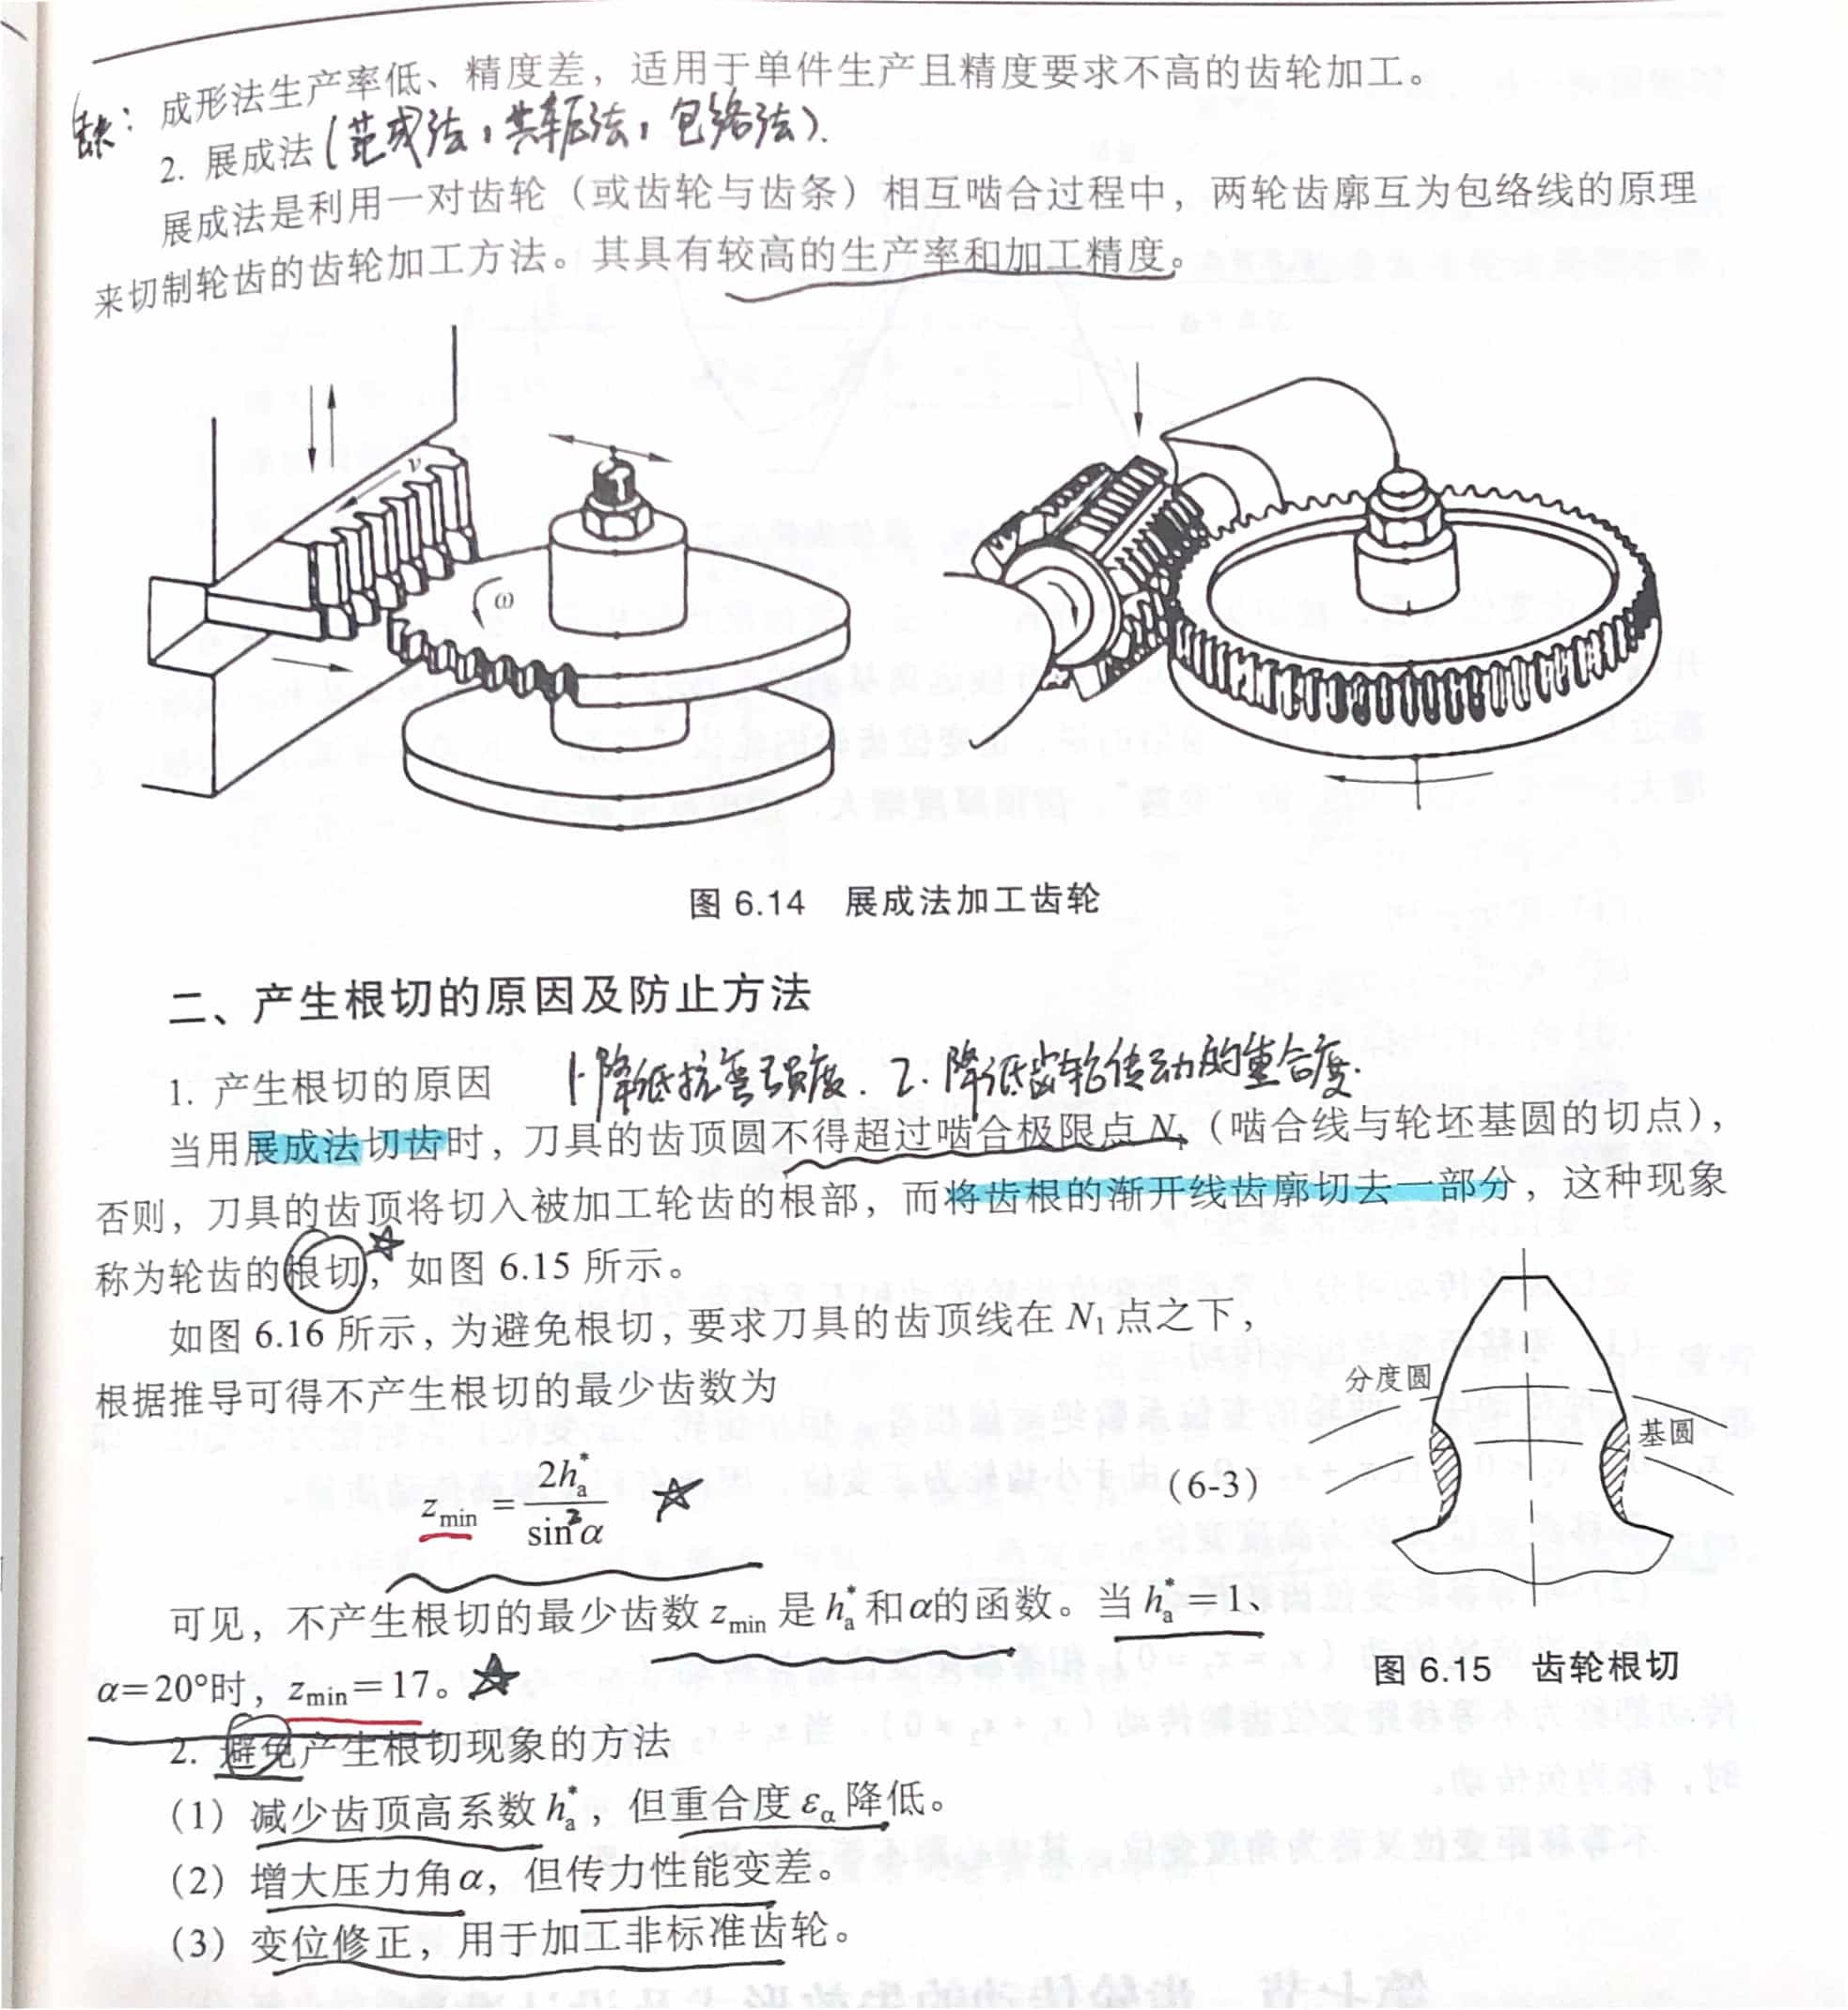 成形法生产率低、精度差，适用于单件生产且精度要求不高的齿轮加工。
2. 展成法(范成法，共轭法，包络法).
展成法是利用一对齿轮（或齿轮与齿条）相互啮合过程中，两轮齿廓互为包络线的原理
来切制轮齿的齿轮加工方法。其具有较高的生产率和加工精度。
v
ω
图 6.14 展成法加工齿轮
二、产生根切的原因及防止方法
1. 产生根切的原因 1.降低抗弯强度. 2.降低齿轮传动的重合度.
当用展成法切齿时，刀具的齿顶圆不得超过啮合极限点 N₁（啮合线与轮坯基圆的切点），
否则，刀具的齿顶将切入被加工轮齿的根部，而将齿根的渐开线齿廓切去一部分，这种现象
称为轮齿的根切，如图 6.15 所示。
如图 6.16 所示，为避免根切，要求刀具的齿顶线在 N₁ 点之下，
根据推导可得不产生根切的最少齿数为
z_min = 2h_a^* / sin²α (6-3)
可见，不产生根切的最少齿数 z_min 是 h_a^* 和 α 的函数。当 h_a^*=1、
α=20°时，z_min=17。
分度圆
基圆
图 6.15 齿轮根切
2. 避免产生根切现象的方法
（1）减少齿顶高系数 h_a^*，但重合度 ε_α 降低。
（2）增大压力角α，但传力性能变差。
（3）变位修正，用于加工非标准齿轮。